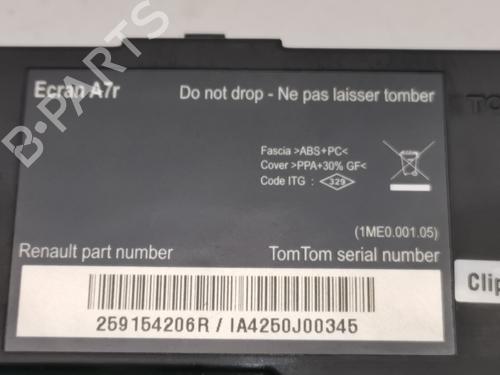 B-PARTS
Ecran A7r
Do not drop - Ne pas laisser tomber
Fascia >ABS+PC<
Cover >PPA+30% GF<
Code ITG : 329
(1ME0.001.05)
Renault part number
TomTom serial number
259154206R / IA4250J00345
Clip